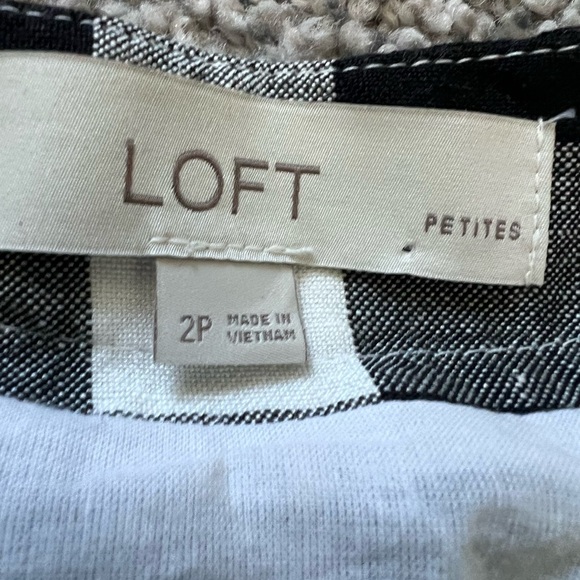 LOFT
PETITES
2P MADE IN
VIETNAM